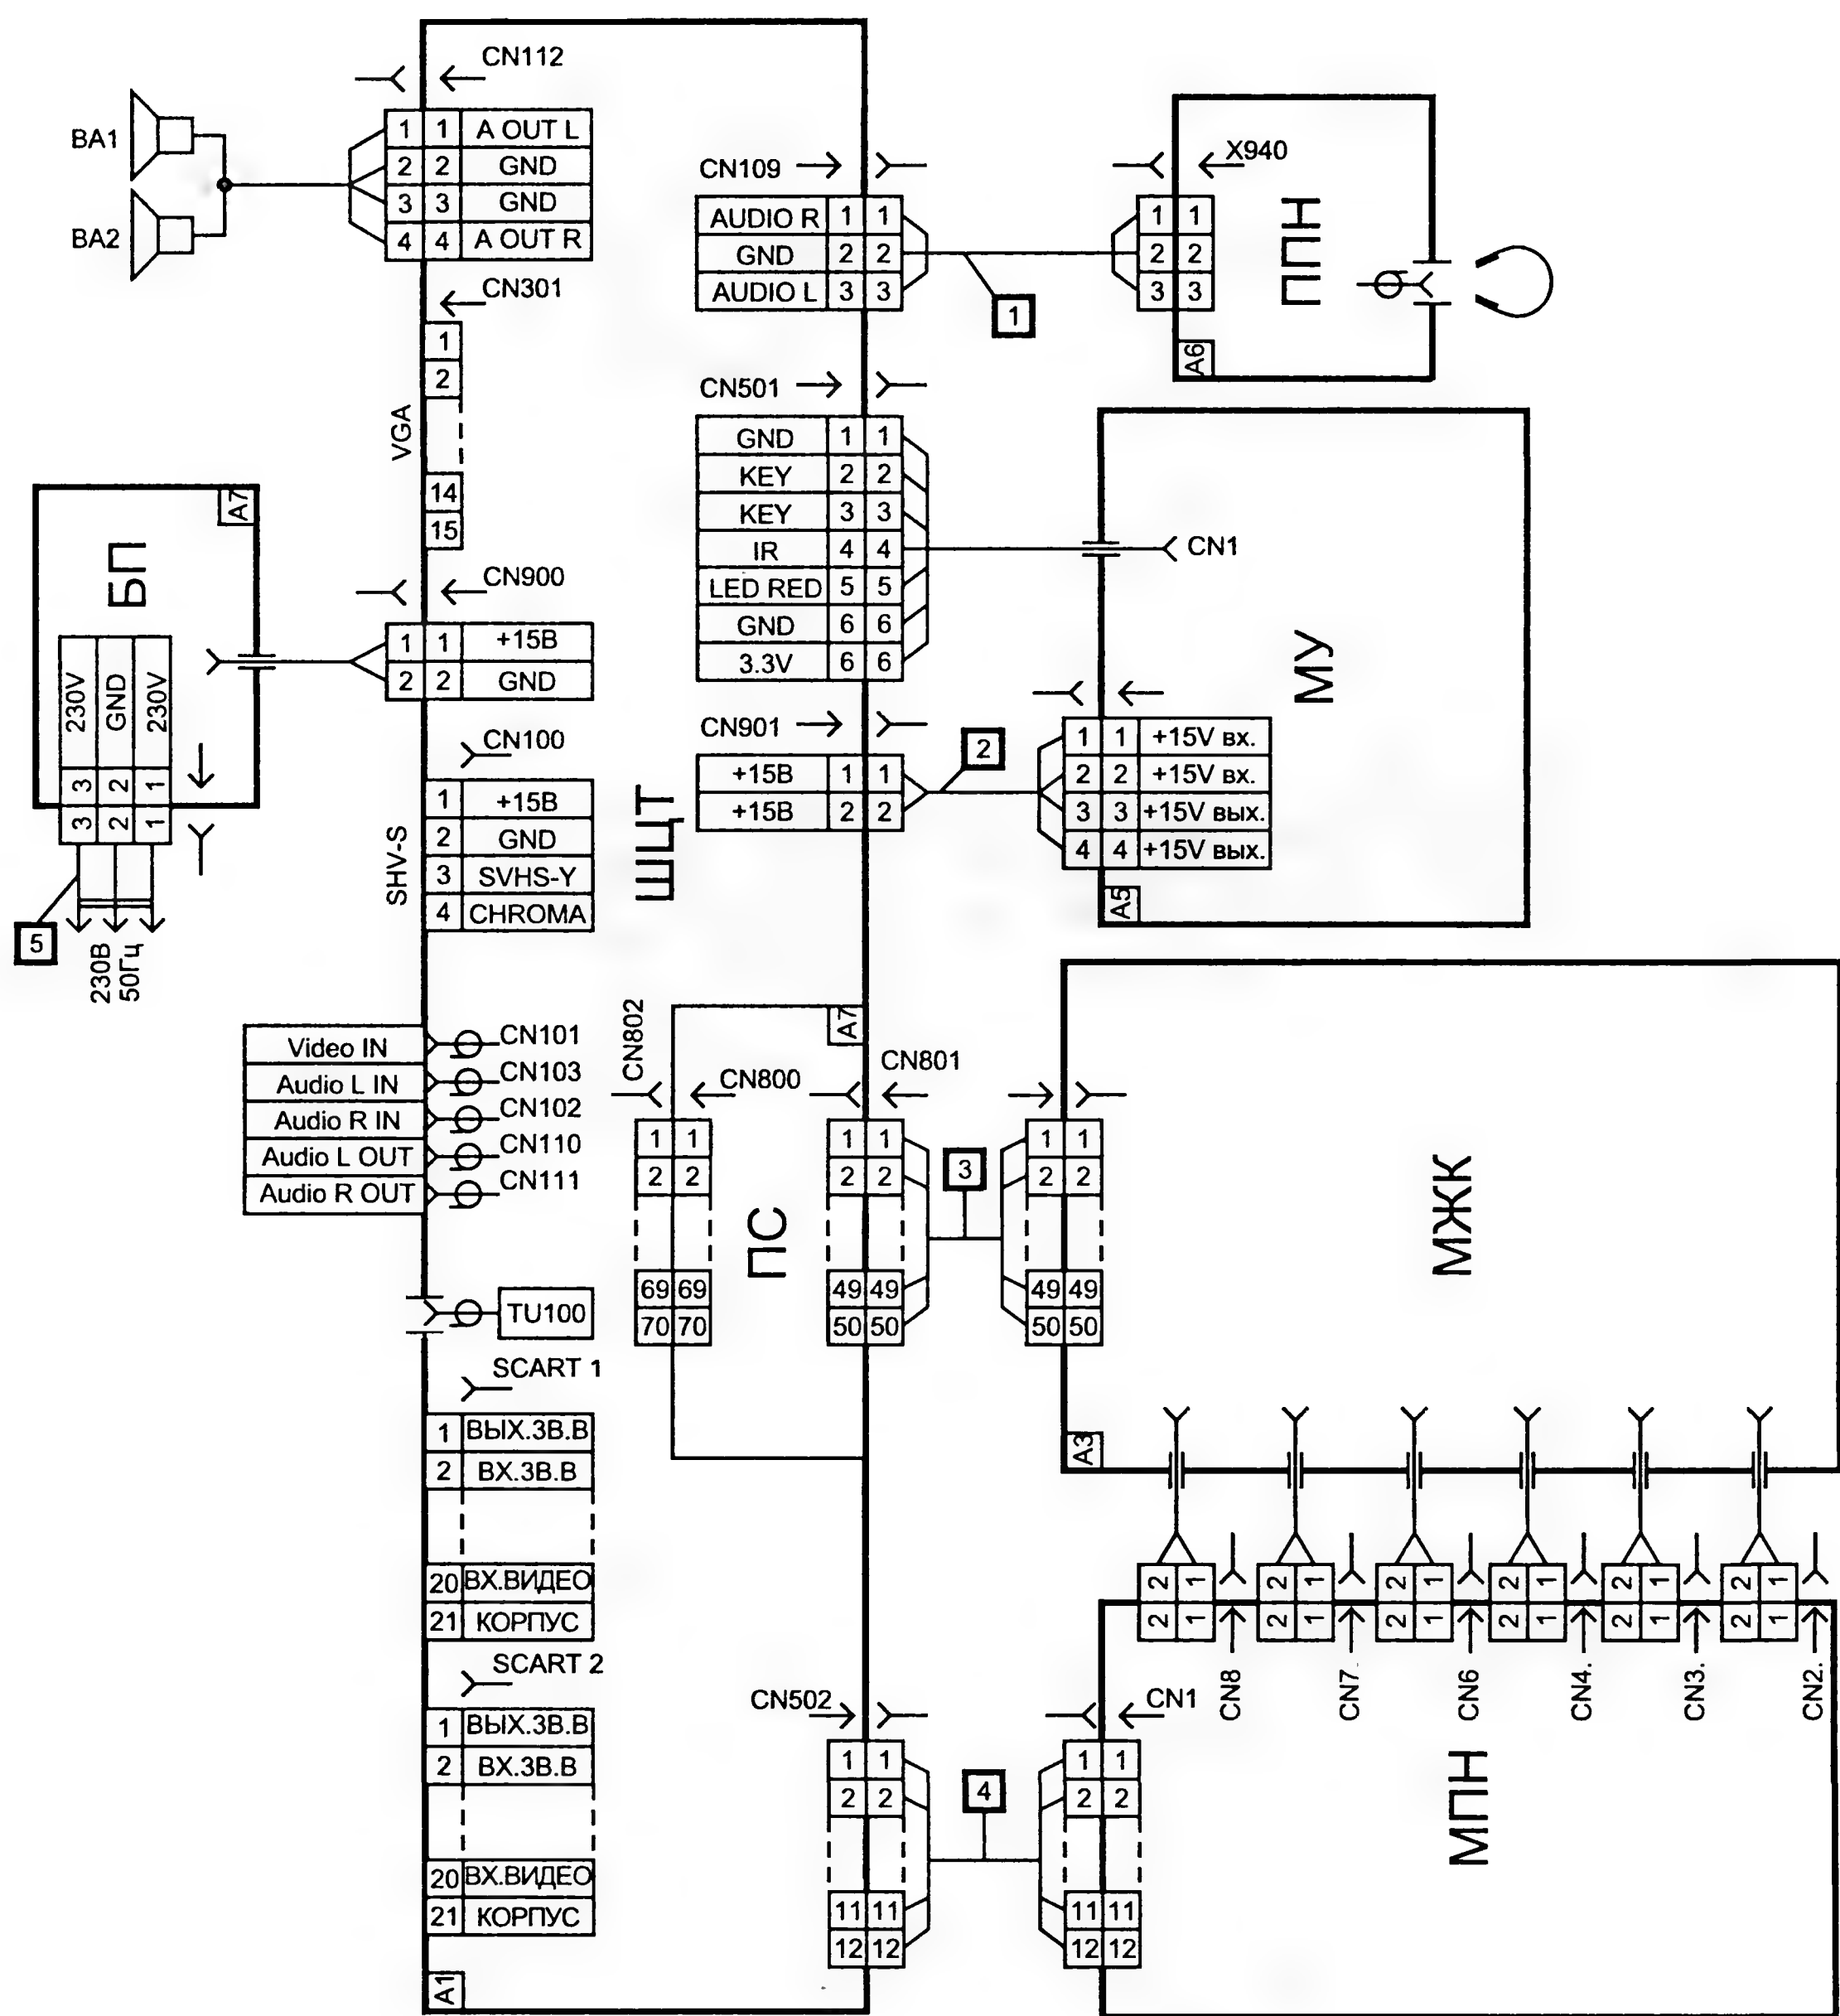 BA1
BA2
CN112
1 1 A OUT L
2 2 GND
3 3 GND
4 4 A OUT R
CN301
VGA
1
2
14
15
A7
БП
230V 3 3
GND 2 2
230V 1 1
5
230В
50Гц
CN900
1 1 +15В
2 2 GND
CN100
SHV-S
1 +15В
2 GND
3 SVHS-Y
4 CHROMA
ШЦТ
Video IN CN101
Audio L IN CN103
Audio R IN CN102
Audio L OUT CN110
Audio R OUT CN111
TU100
SCART 1
1 ВЫХ.ЗВ.В
2 ВХ.ЗВ.В
20 ВХ.ВИДЕО
21 КОРПУС
SCART 2
1 ВЫХ.ЗВ.В
2 ВХ.ЗВ.В
20 ВХ.ВИДЕО
21 КОРПУС
A1
CN109
AUDIO R 1 1
GND 2 2
AUDIO L 3 3
1
X940
1 1
2 2
3 3
ППН
A6
CN501
GND 1 1
KEY 2 2
KEY 3 3
IR 4 4
LED RED 5 5
GND 6 6
3.3V 6 6
CN1
МУ
CN901
+15В 1 1
+15В 2 2
2
1 1 +15V вх.
2 2 +15V вх.
3 3 +15V вых.
4 4 +15V вых.
A5
CN802
CN800
A7
CN801
1 1
2 2
69 69
70 70
ПС
1 1
2 2
49 49
50 50
3
1 1
2 2
49 49
50 50
МЖК
A3
2 1 2 1 2 1 2 1 2 1 2 1
2 1 2 1 2 1 2 1 2 1 2 1
CN8
CN7.
CN6
CN4.
CN3.
CN2.
CN502
1 1
2 2
11 11
12 12
4
CN1
1 1
2 2
11 11
12 12
МПН